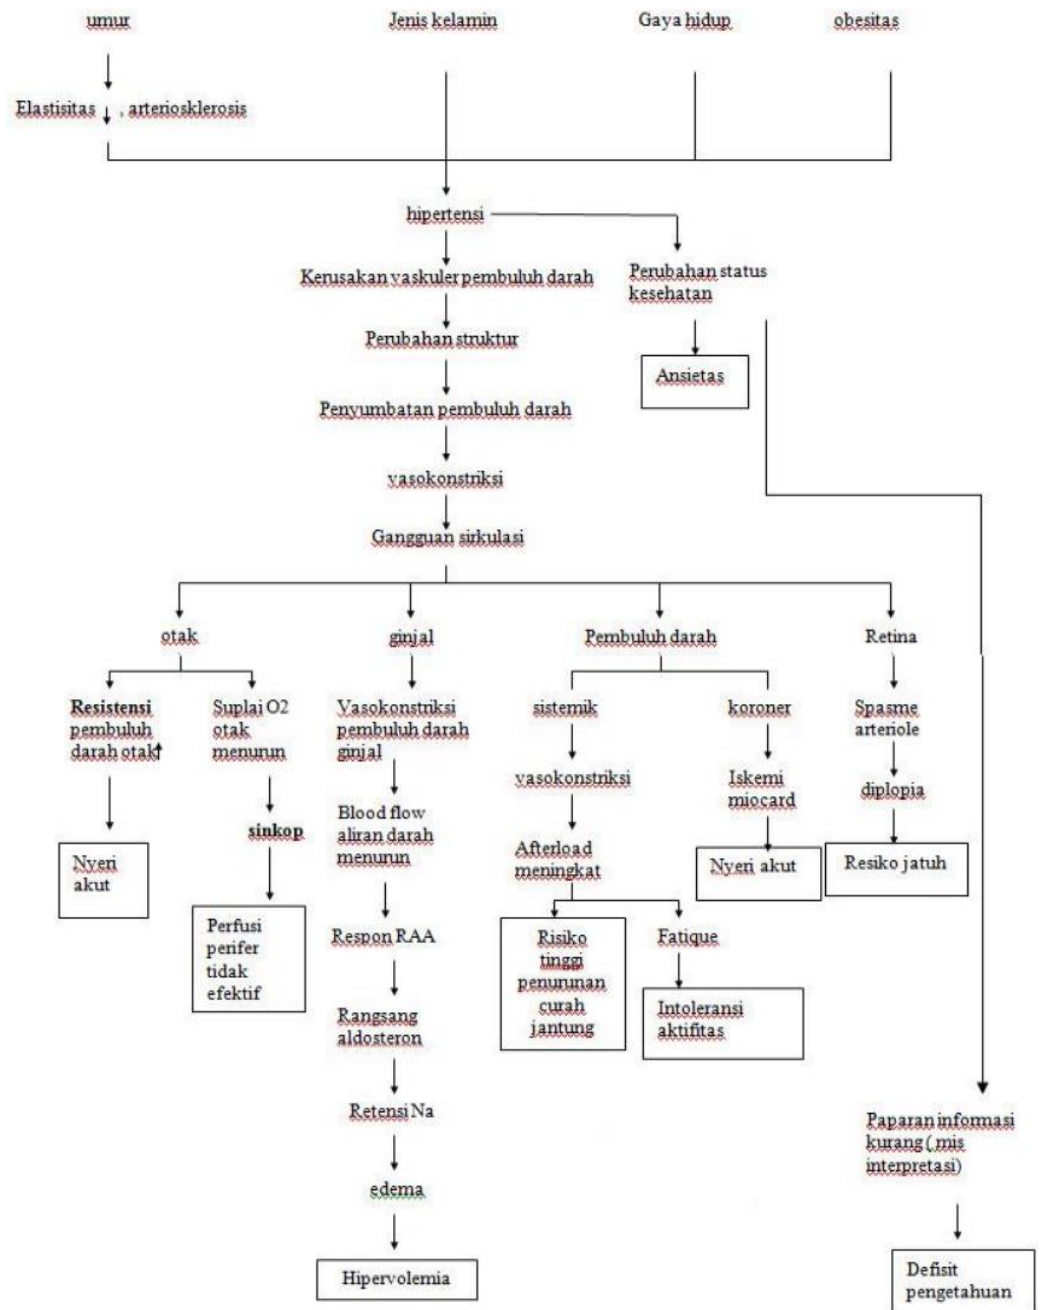 umur
Jenis kelamin
Gaya hidup
obesitas
Elastisitas ↓ , arteriosklerosis
hipertensi
Kerusakan vaskuler pembuluh darah
Perubahan status
kesehatan
Perubahan struktur
Ansietas
Penyumbatan pembuluh darah
vasokonstriksi
Gangguan sirkulasi
otak
ginjal
Pembuluh darah
Retina
Resistensi
pembuluh
darah otak↑
Suplai O2
otak
menurun
Vasokonstriksi
pembuluh darah
ginjal
sistemik
koroner
Spasme
arteriole
vasokonstriksi
Iskemi
miocard
diplopia
sinkop
Blood flow
aliran darah
menurun
Afterload
meningkat
Nyeri
akut
Nyeri akut
Resiko jatuh
Perfusi
perifer
tidak
efektif
Respon RAA
Risiko
tinggi
penurunan
curah
jantung
Fatique
Rangsang
aldosteron
Intoleransi
aktifitas
Retensi Na
Paparan informasi
kurang ( mis
interpretasi)
edema
Hipervolemia
Defisit
pengetahuan